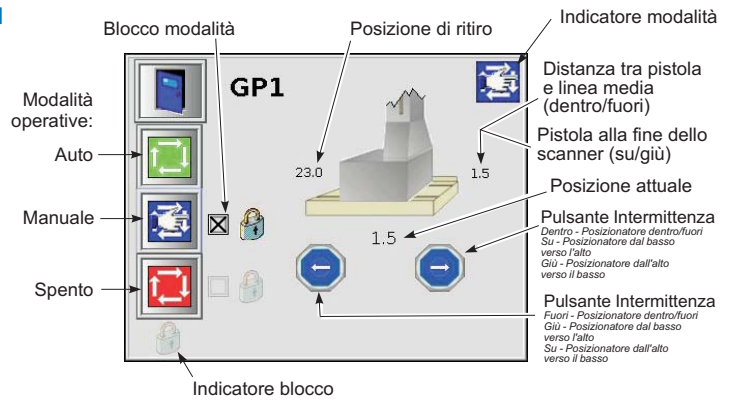 Blocco modalità
Posizione di ritiro
Indicatore modalità
GP1
Modalità
operative:
Auto
Manuale
Spento
23.0
1.5
1.5
Distanza tra pistola
e linea media
(dentro/fuori)
Pistola alla fine dello
scanner (su/giù)
Posizione attuale
Pulsante Intermittenza
Dentro - Posizionatore dentro/fuori
Su - Posizionatore dal basso
verso l'alto
Giù - Posizionatore dall'alto
verso il basso
Pulsante Intermittenza
Fuori - Posizionatore dentro/fuori
Giù - Posizionatore dal basso
verso l'alto
Su - Posizionatore dall'alto
verso il basso
Indicatore blocco